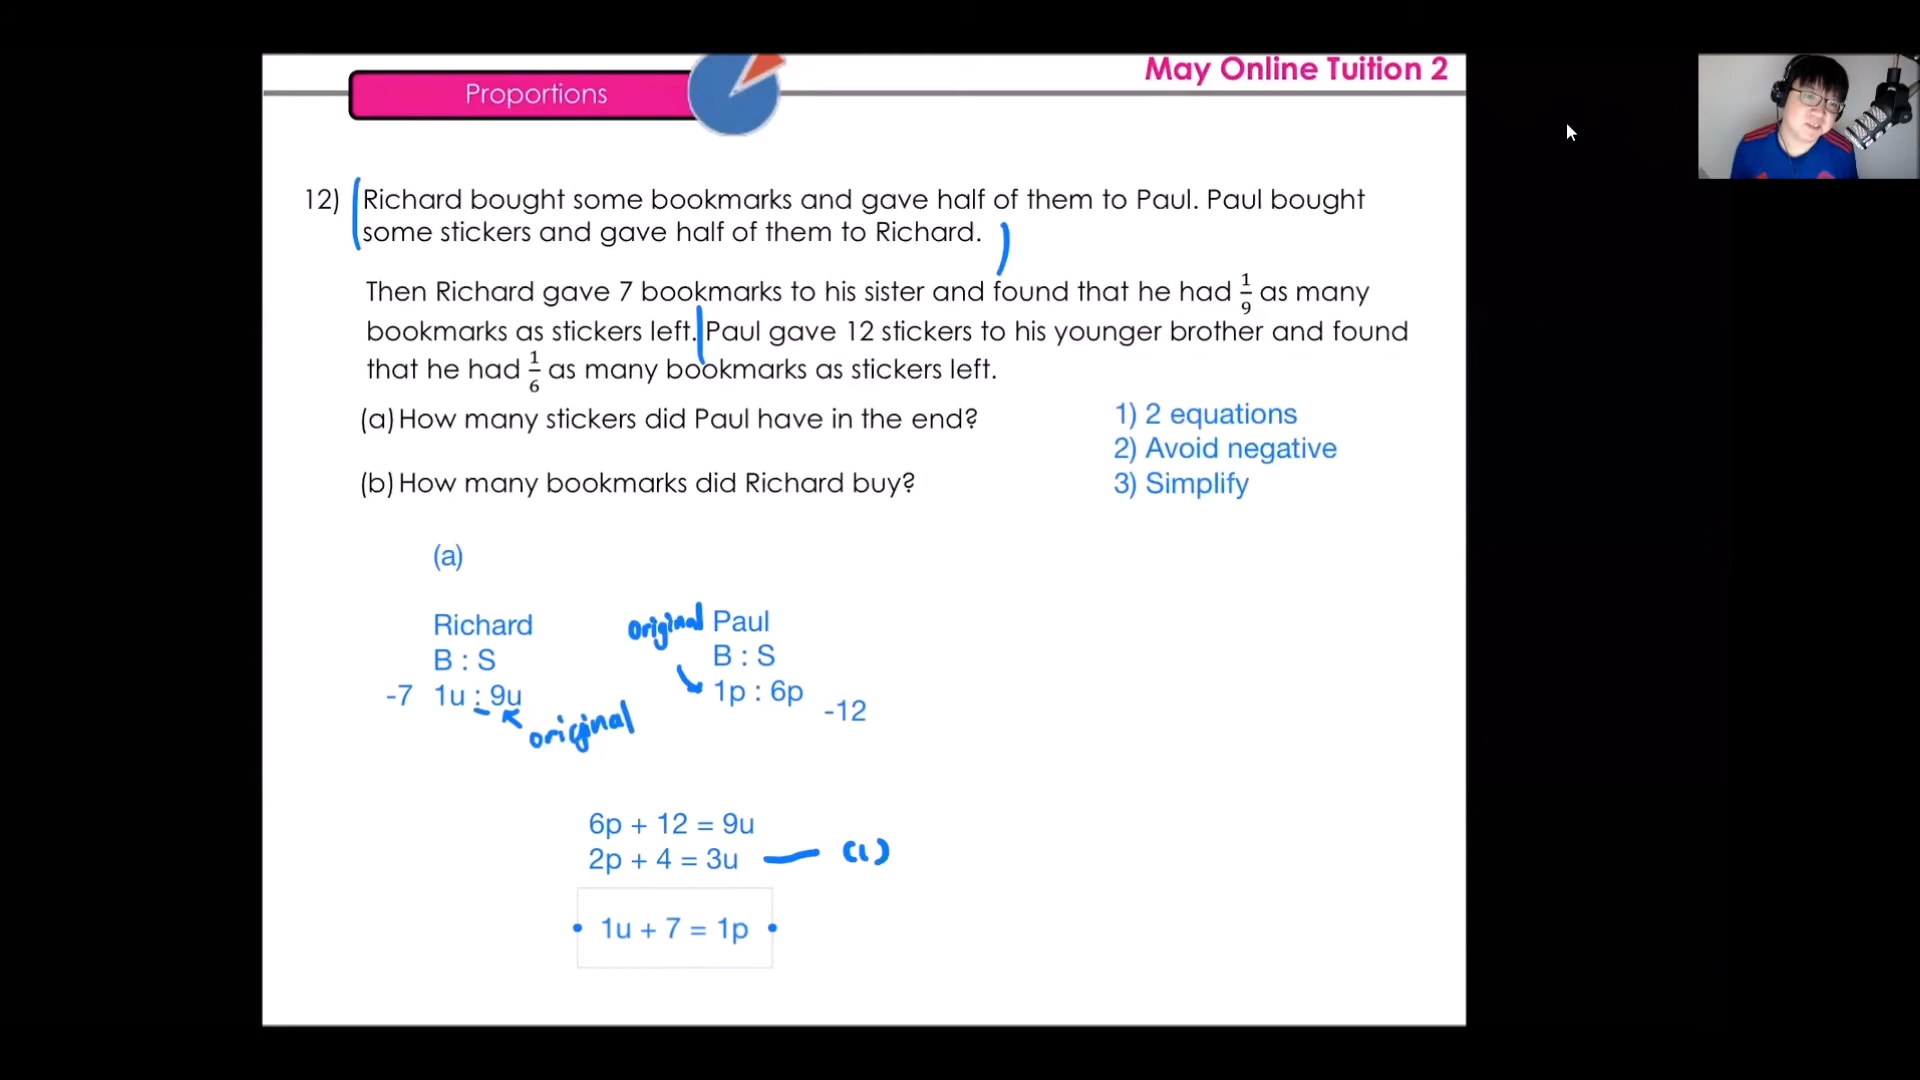 May Online Tuition 2
Proportions
12) Richard bought some bookmarks and gave half of them to Paul. Paul bought
some stickers and gave half of them to Richard.
Then Richard gave 7 bookmarks to his sister and found that he had 1/9 as many
bookmarks as stickers left. Paul gave 12 stickers to his younger brother and found
that he had 1/6 as many bookmarks as stickers left.
(a) How many stickers did Paul have in the end?
(b) How many bookmarks did Richard buy?
1) 2 equations
2) Avoid negative
3) Simplify
(a)
Richard
B : S
-7 1u : 9u
original
original
Paul
B : S
1p : 6p
-12
6p + 12 = 9u
2p + 4 = 3u — (1)
1u + 7 = 1p